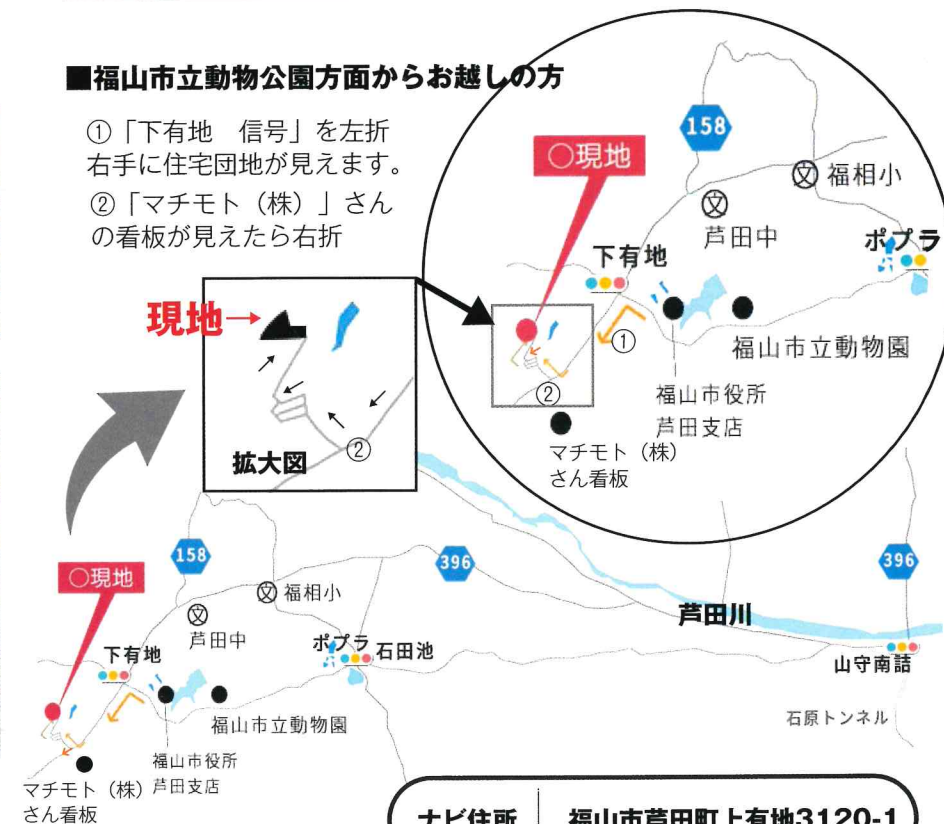 ■福山市立動物公園方面からお越しの方
①「下有地　信号」を左折
右手に住宅団地が見えます。
②「マチモト（株）」さん
の看板が見えたら右折
158
○現地
福相小
芦田中
ポプラ
下有地
①
福山市立動物園
②
福山市役所
芦田支店
マチモト（株）
さん看板
現地→
②
拡大図
158
396
396
○現地
福相小
芦田中
芦田川
下有地
ポプラ
石田池
山守南詰
福山市立動物園
石原トンネル
福山市役所
芦田支店
マチモト（株）
さん看板
ナビ住所
福山市芦田町上有地3120-1